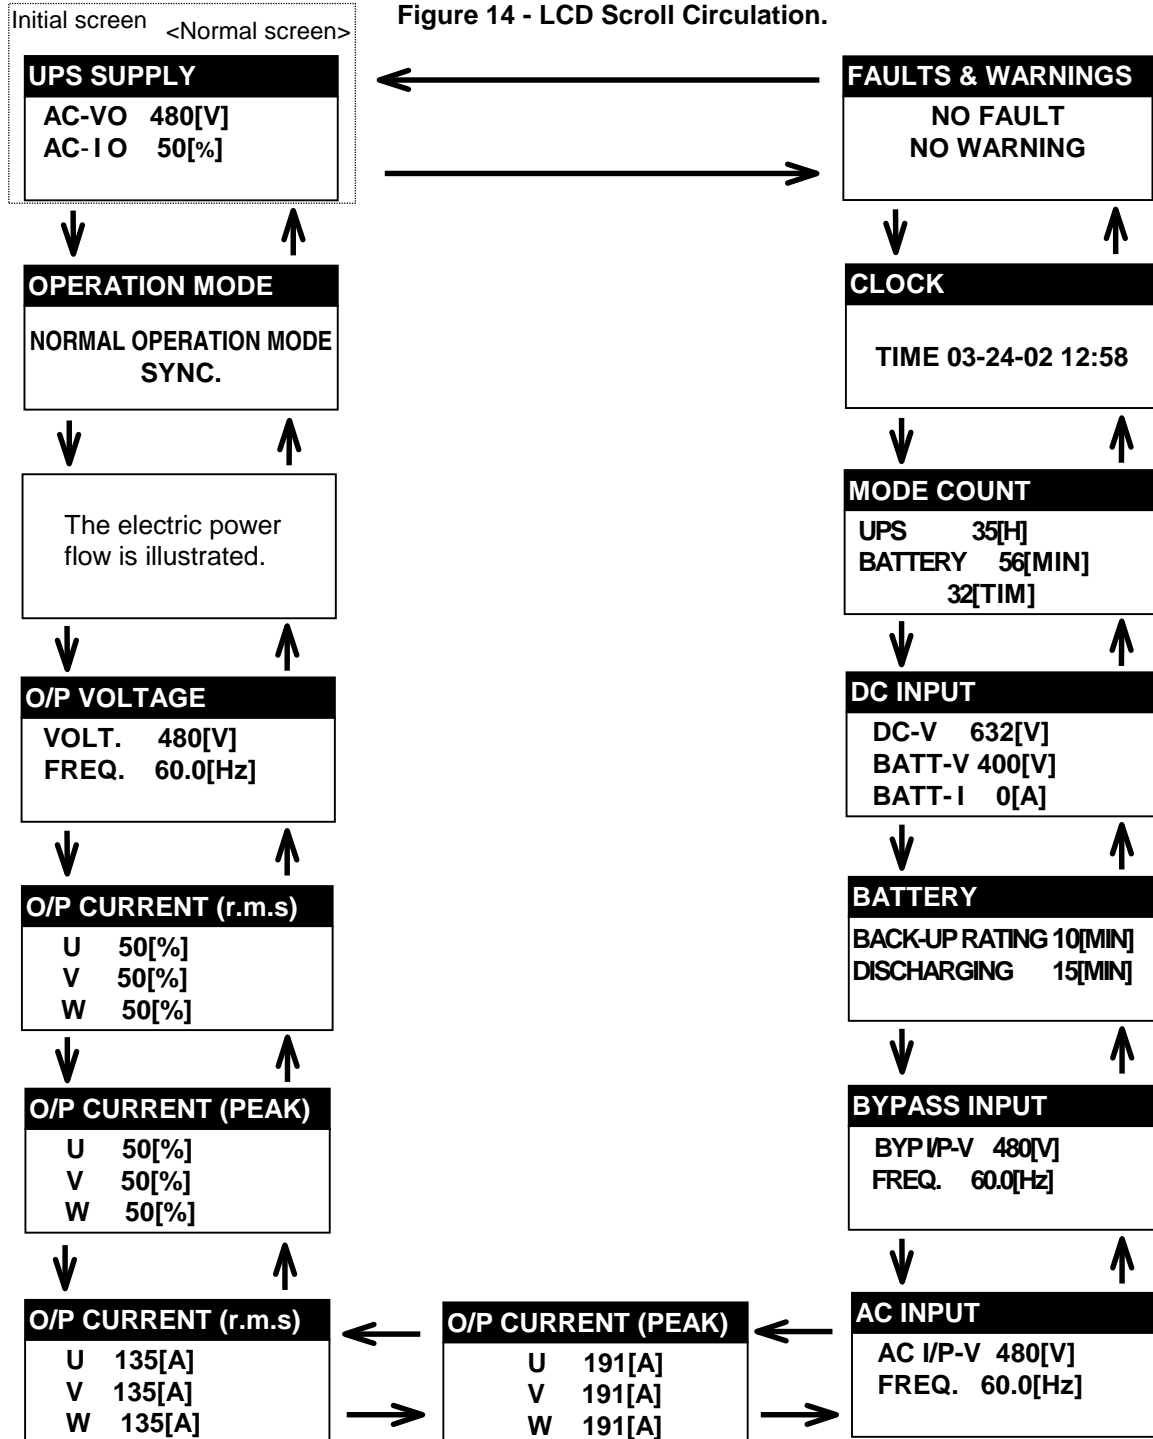 Figure 14 - LCD Scroll Circulation.
Initial screen
<Normal screen>
UPS SUPPLY
AC-VO 480[V]
AC-IO 50[%]
OPERATION MODE
NORMAL OPERATION MODE
SYNC.
The electric power
flow is illustrated.
O/P VOLTAGE
VOLT. 480[V]
FREQ. 60.0[Hz]
O/P CURRENT (r.m.s)
U 50[%]
V 50[%]
W 50[%]
O/P CURRENT (PEAK)
U 50[%]
V 50[%]
W 50[%]
O/P CURRENT (r.m.s)
U 135[A]
V 135[A]
W 135[A]
O/P CURRENT (PEAK)
U 191[A]
V 191[A]
W 191[A]
FAULTS & WARNINGS
NO FAULT
NO WARNING
CLOCK
TIME 03-24-02 12:58
MODE COUNT
UPS 35[H]
BATTERY 56[MIN]
32[TIM]
DC INPUT
DC-V 632[V]
BATT-V 400[V]
BATT-I 0[A]
BATTERY
BACK-UP RATING 10[MIN]
DISCHARGING 15[MIN]
BYPASS INPUT
BYP I/P-V 480[V]
FREQ. 60.0[Hz]
AC INPUT
AC I/P-V 480[V]
FREQ. 60.0[Hz]